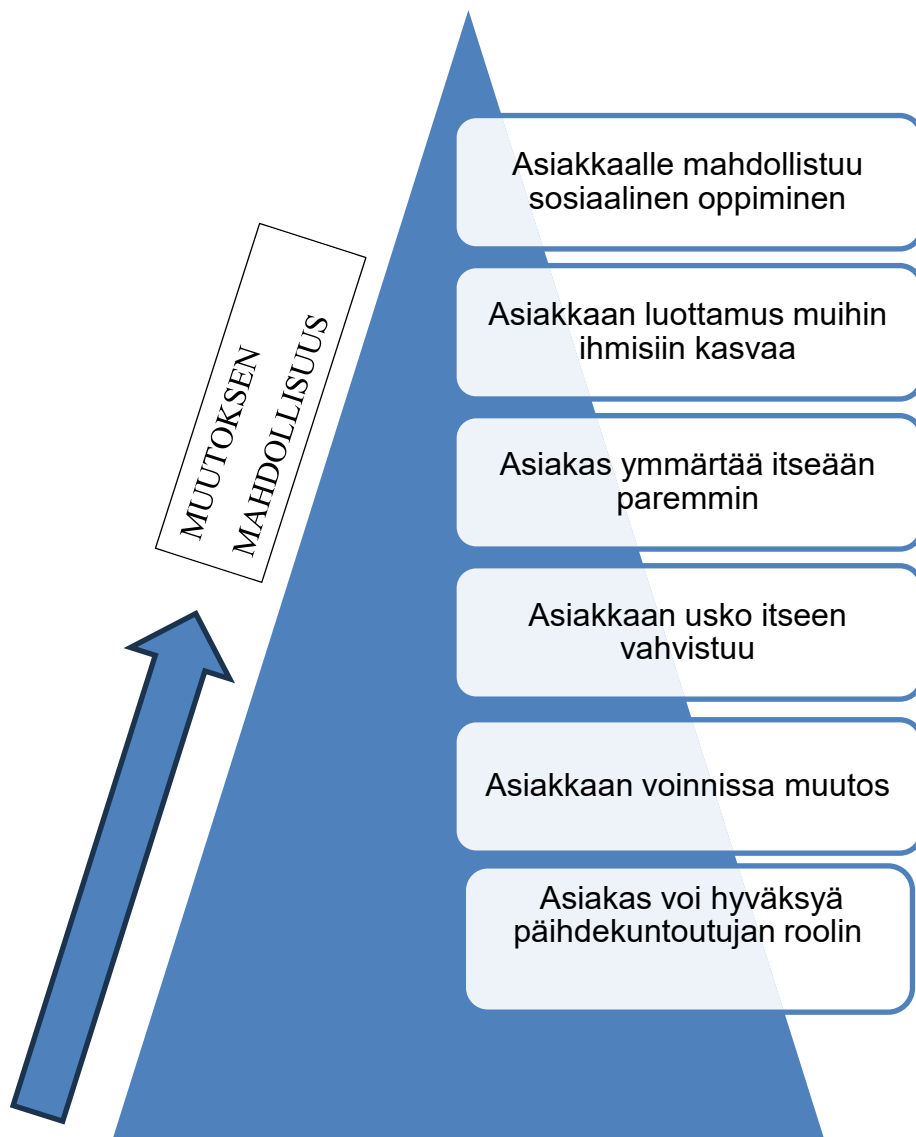 Asiakkaalle mahdollistuu
sosiaalinen oppiminen
Asiakkaan luottamus muihin
ihmisiin kasvaa
Asiakas ymmärtää itseään
paremmin
Asiakkaan usko itseen
vahvistuu
Asiakkaan voinnissa muutos
Asiakas voi hyväksyä
päihdekuntoutujan roolin
MUUTOKSEN
MAHDOLLISUUS